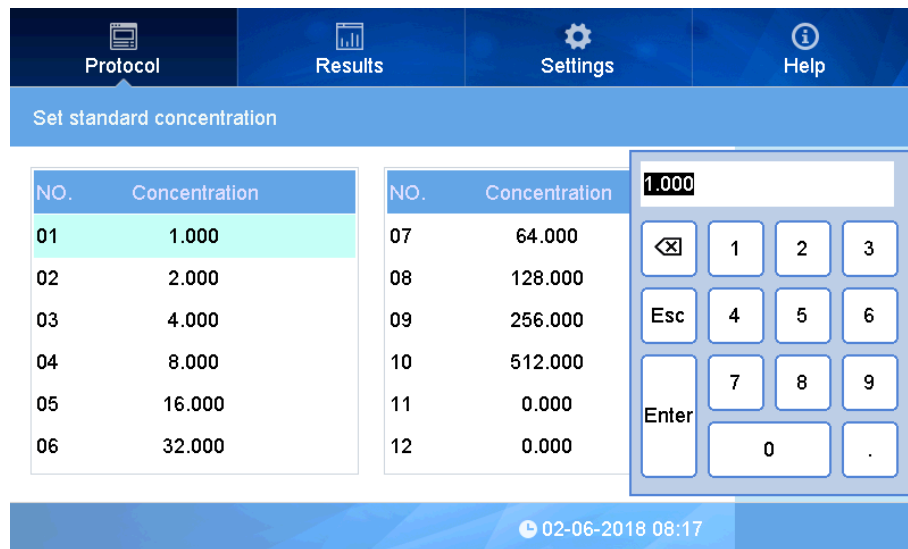 Protocol Results Settings Help
Set standard concentration
NO. Concentration
01 1.000
02 2.000
03 4.000
04 8.000
05 16.000
06 32.000
NO. Concentration
07 64.000
08 128.000
09 256.000
10 512.000
11 0.000
12 0.000
1.000
1 2 3
Esc 4 5 6
7 8 9
Enter
0 .
02-06-2018 08:17